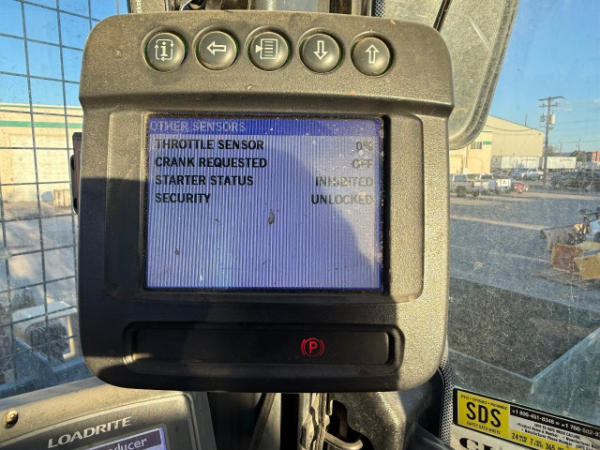 OTHER SENSORS
THROTTLE SENSOR 0%
CRANK REQUESTED OFF
STARTER STATUS INHIBITED
SECURITY UNLOCKED
P
LOADRITE
SDS